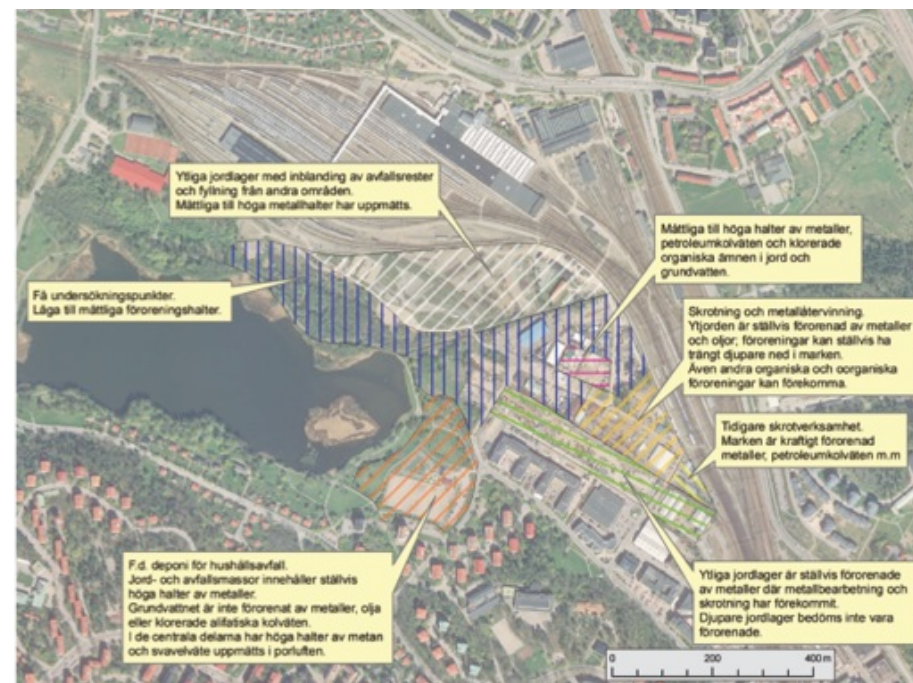 Ytliga jordlager med inblanding av avfallsrester
och fyllning från andra områden.
Måttliga till höga metallhalter har uppmätts.
Måttliga till höga halter av metaller,
petroleumkolväten och klorerade
organiska ämnen i jord och
grundvatten.
Få undersökningspunkter.
Låga till måttliga föroreningshalter.
Skrotning och metallåtervinning.
Ytjorden är ställvis förorenad av metaller
och oljor; föroreningar kan ställvis ha
trängt djupare ned i marken.
Även andra organiska och oorganiska
föroreningar kan förekomma.
Tidigare skrotverksamhet.
Marken är kraftigt förorenad
metaller, petroleumkolväten m.m
F.d. deponi för hushållsavfall.
Jord- och avfallsmassor innehåller ställvis
höga halter av metaller.
Grundvattnet är inte förorenat av metaller, olja
eller klorerade alifatiska kolväten.
I de centrala delarna har höga halter av metan
och svavelväte uppmätts i porluften.
Ytliga jordlager är ställvis förorenade
av metaller där metallbearbetning och
skrotning har förekommit.
Djupare jordlager bedöms inte vara
förorenade.
0 200 400 m